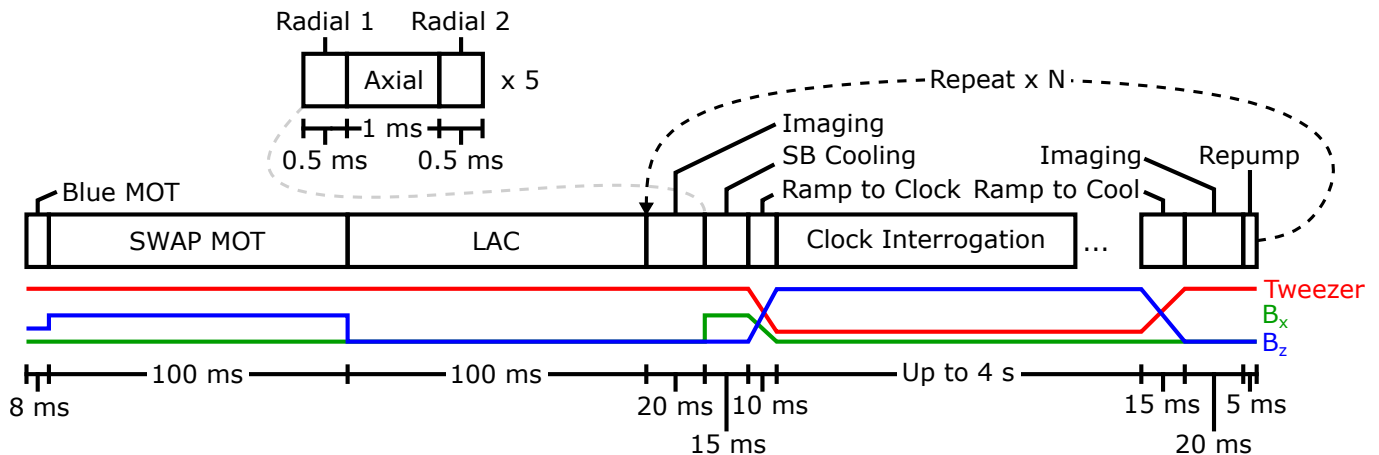 Radial 1 Radial 2
Axial x 5
1 ms
0.5 ms 0.5 ms
Repeat x N
Imaging
SB Cooling Imaging Repump
Blue MOT Ramp to Clock Ramp to Cool
SWAP MOT LAC Clock Interrogation ...
Tweezer
Bₓ
B_z
100 ms 100 ms Up to 4 s
8 ms 20 ms 10 ms 15 ms 5 ms
15 ms 20 ms